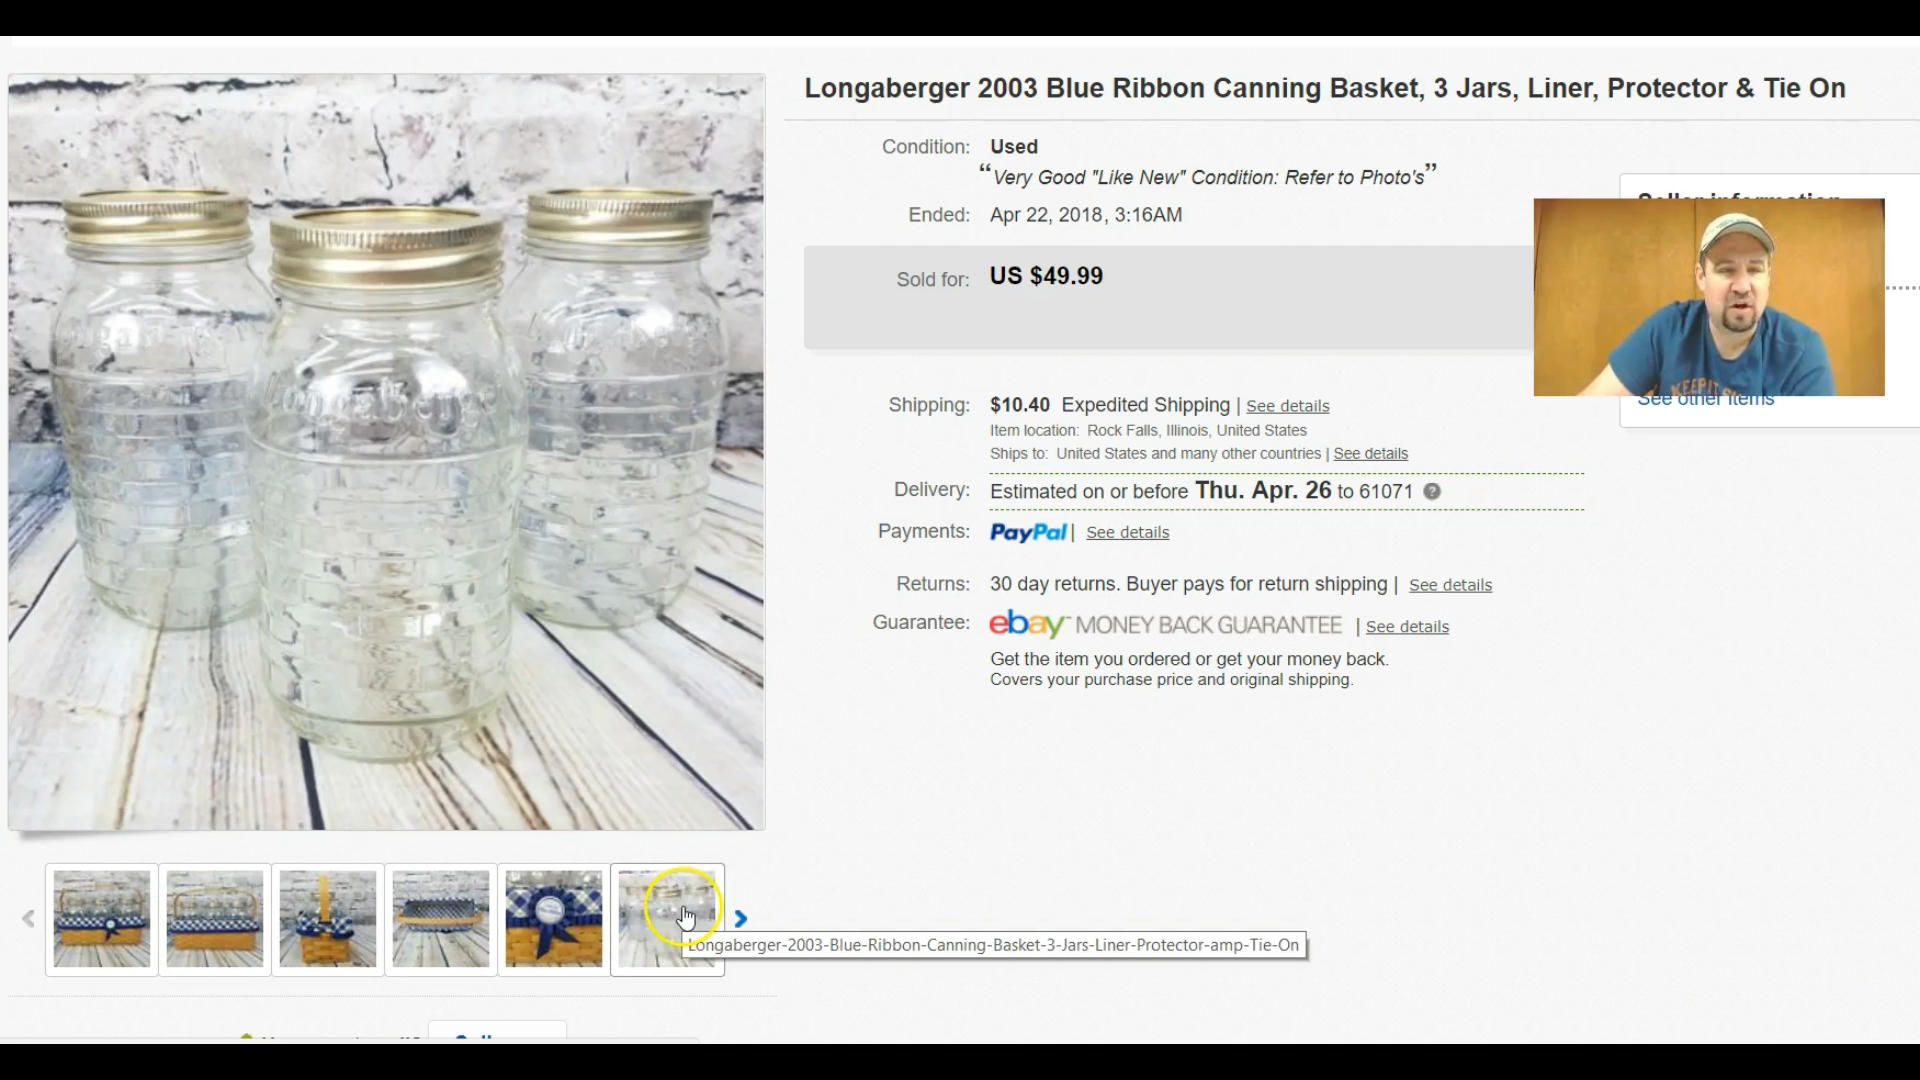 Longaberger 2003 Blue Ribbon Canning Basket, 3 Jars, Liner, Protector & Tie On
Condition: Used
“Very Good "Like New" Condition: Refer to Photo's”
Ended: Apr 22, 2018, 3:16AM
Sold for: US $49.99
Shipping: $10.40 Expedited Shipping | See details
Item location: Rock Falls, Illinois, United States
Ships to: United States and many other countries | See details
Delivery: Estimated on or before Thu. Apr. 26 to 61071 ?
Payments: PayPal | See details
Returns: 30 day returns. Buyer pays for return shipping | See details
Guarantee: ebay MONEY BACK GUARANTEE | See details
Get the item you ordered or get your money back.
Covers your purchase price and original shipping.
Seller information
KEEP IT
See other items
Longaberger-2003-Blue-Ribbon-Canning-Basket-3-Jars-Liner-Protector-amp-Tie-On